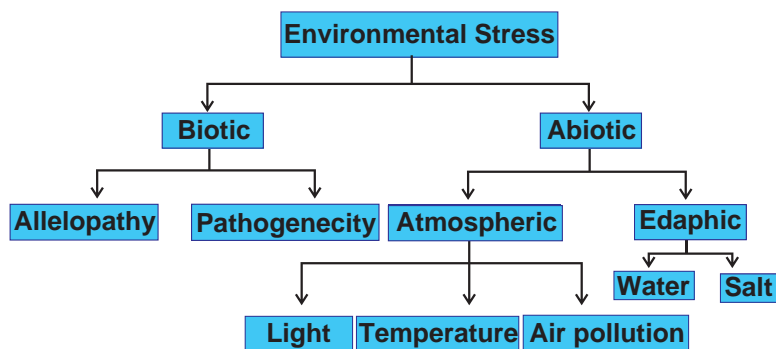 Environmental Stress
Biotic
Abiotic
Allelopathy
Pathogenecity
Atmospheric
Edaphic
Water
Salt
Light
Temperature
Air pollution